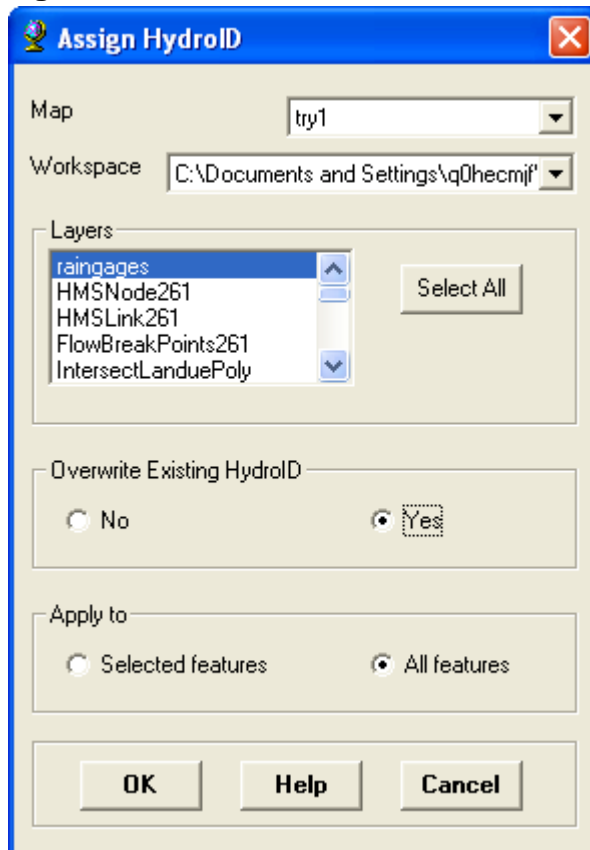 Assign HydroID
Map try1
Workspace C:\Documents and Settings\q0hecmjf'
Layers
raingages
HMSNode261
HMSLink261
FlowBreakPoints261
IntersectLanduePoly
Select All
Overwrite Existing HydroID
No Yes
Apply to
Selected features All features
OK Help Cancel